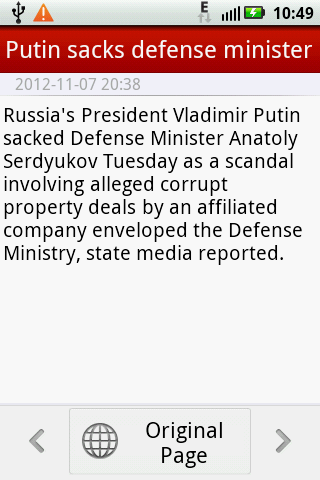 E 10:49
Putin sacks defense minister
2012-11-07 20:38
Russia's President Vladimir Putin
sacked Defense Minister Anatoly
Serdyukov Tuesday as a scandal
involving alleged corrupt
property deals by an affiliated
company enveloped the Defense
Ministry, state media reported.
Original
Page